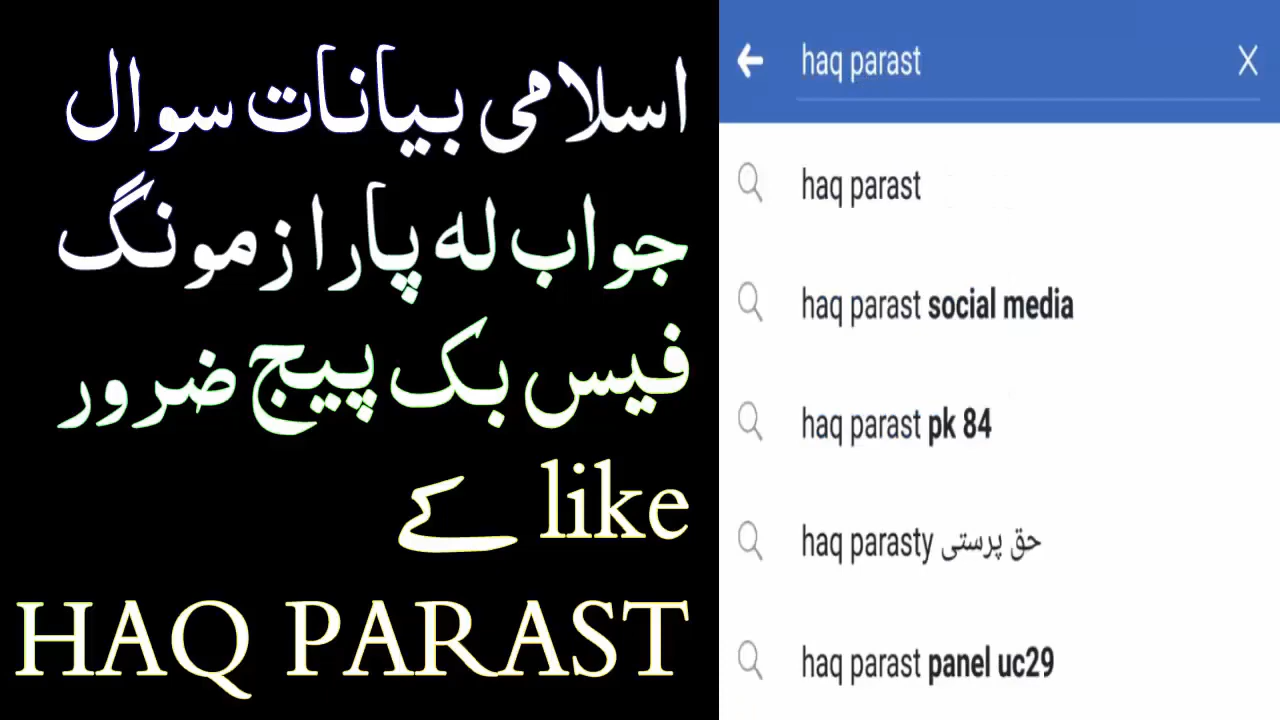 اسلامی بیانات سوال
جواب له پارا زمونگ
فیس بک پیج ضرور
like کے
HAQ PARAST
haq parast
haq parast
haq parast social media
haq parast pk 84
haq parasty حق پرستی
haq parast panel uc29